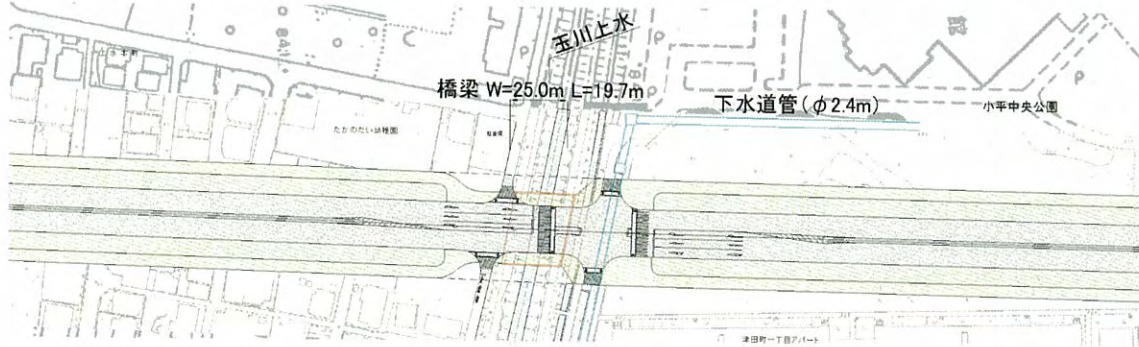 玉川上水
橋梁 W=25.0m L=19.7m
下水道管(φ2.4m)
小平中央公園
たかのだい幼稚園
津田町一丁目アパート